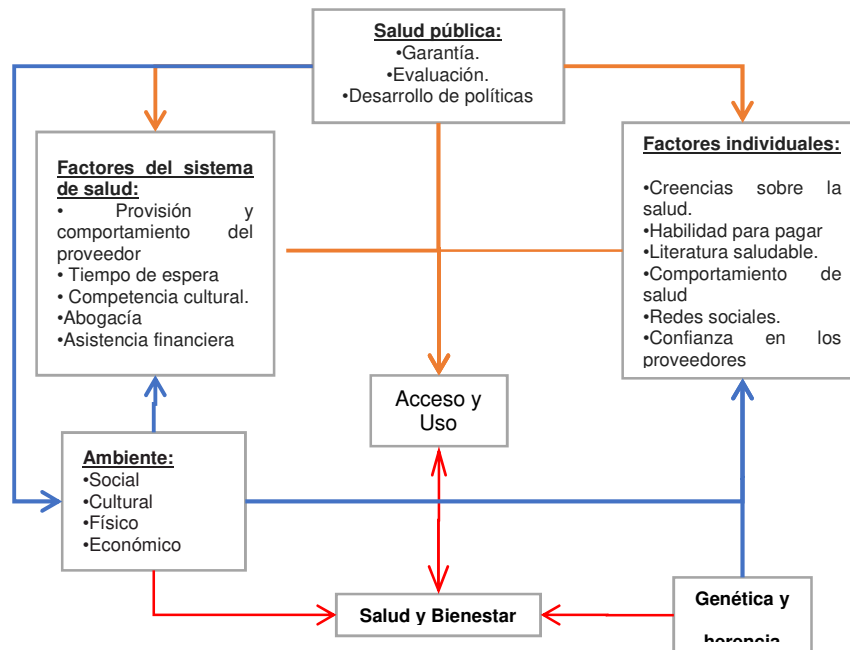 Salud pública:
•Garantía.
•Evaluación.
•Desarrollo de políticas
Factores del sistema
de salud:
• Provisión y
comportamiento del
proveedor
• Tiempo de espera
• Competencia cultural.
•Abogacía
•Asistencia financiera
Factores individuales:
•Creencias sobre la
salud.
•Habilidad para pagar
•Literatura saludable.
•Comportamiento de
salud
•Redes sociales.
•Confianza en los
proveedores
Acceso y
Uso
Ambiente:
•Social
•Cultural
•Físico
•Económico
Salud y Bienestar
Genética y
herencia